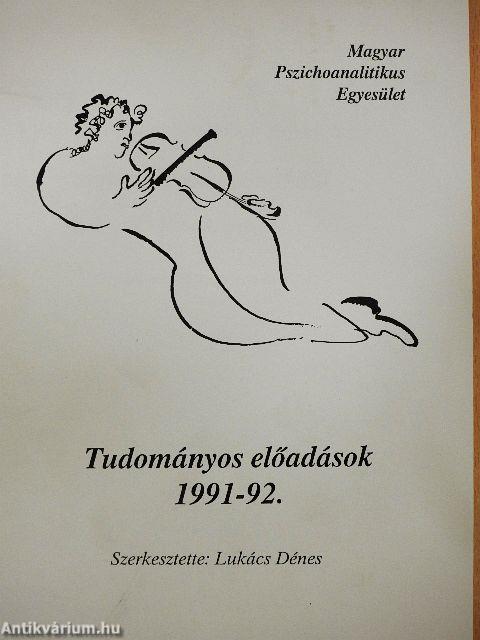 Magyar
Pszichoanalitikus
Egyesület
Tudományos előadások
1991-92.
Szerkesztette: Lukács Dénes
Antikvárium.hu